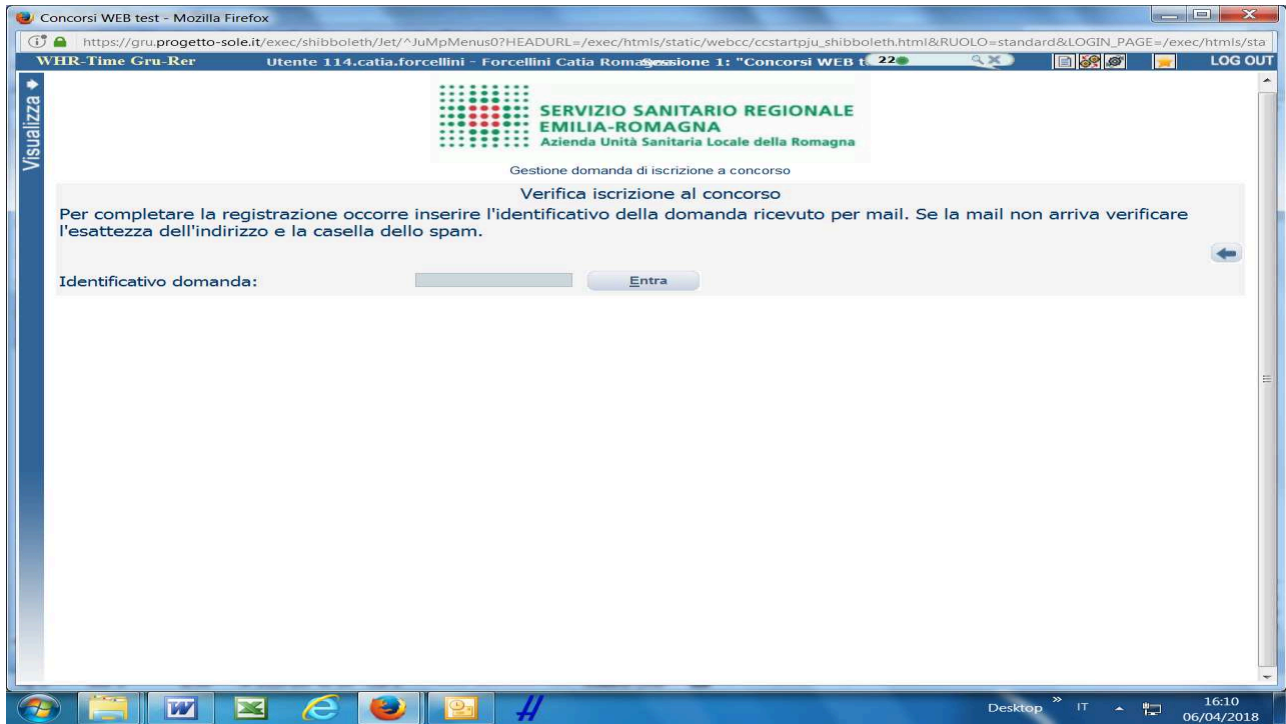 Concorsi WEB test - Mozilla Firefox
https://gru.progetto-sole.it/exec/shibboleth/Jet/^JuMpMenus0?HEADURL=/exec/htmls/static/webcc/ccstartpju_shibboleth.html&RUOLO=standard&LOGIN_PAGE=/exec/htmls/sta
WHR-Time Gru-Rer Utente 114.catia.forcellini - Forcellini Catia 1: "Concorsi WEB t 22 LOG OUT
Visualizza
SERVIZIO SANITARIO REGIONALE
EMILIA-ROMAGNA
Azienda Unità Sanitaria Locale della Romagna
Gestione domanda di iscrizione a concorso
Verifica iscrizione al concorso
Per completare la registrazione occorre inserire l'identificativo della domanda ricevuto per mail. Se la mail non arriva verificare
l'esattezza dell'indirizzo e la casella dello spam.
Identificativo domanda: Entra
Desktop » IT 16:10
06/04/2018